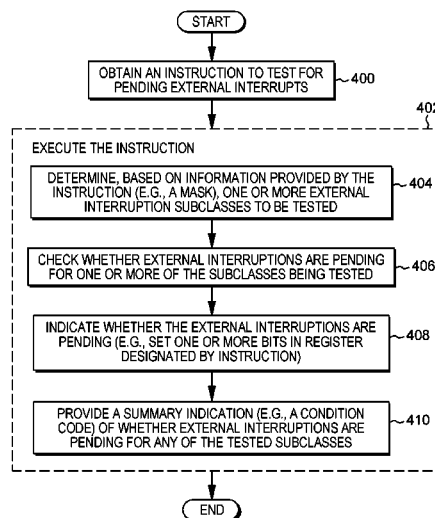 START
OBTAIN AN INSTRUCTION TO TEST FOR
PENDING EXTERNAL INTERRUPTS
400
402
EXECUTE THE INSTRUCTION
DETERMINE, BASED ON INFORMATION PROVIDED BY THE
INSTRUCTION (E.G., A MASK), ONE OR MORE EXTERNAL
INTERRUPTION SUBCLASSES TO BE TESTED
404
CHECK WHETHER EXTERNAL INTERRUPTIONS ARE PENDING
FOR ONE OR MORE OF THE SUBCLASSES BEING TESTED
406
INDICATE WHETHER THE EXTERNAL INTERRUPTIONS ARE
PENDING (E.G., SET ONE OR MORE BITS IN REGISTER
DESIGNATED BY INSTRUCTION)
408
PROVIDE A SUMMARY INDICATION (E.G., A CONDITION
CODE) OF WHETHER EXTERNAL INTERRUPTIONS ARE
PENDING FOR ANY OF THE TESTED SUBCLASSES
410
END